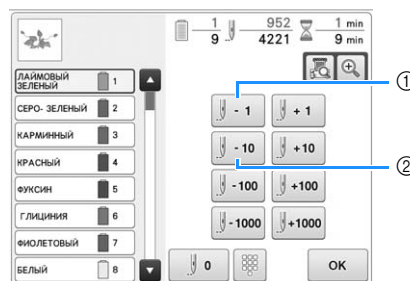 1 952 1 min
9 4221 9 min
ЛАЙМОВЫЙ
ЗЕЛЕНЫЙ 1
СЕРО- ЗЕЛЕНЫЙ 2
КАРМИННЫЙ 3
КРАСНЫЙ 4
ФУКСИН 5
ГЛИЦИНИЯ 6
ФИОЛЕТОВЫЙ 7
БЕЛЫЙ 8
- 1 + 1
- 10 +10
-100 +100
-1000 +1000
0 OK
①
②